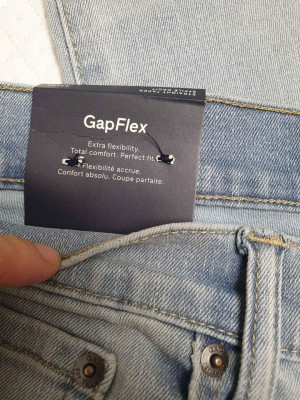 GapFlex
Extra flexibility.
Total comfort. Perfect fit.
Flexibilité accrue.
Confort absolu. Coupe parfaite.